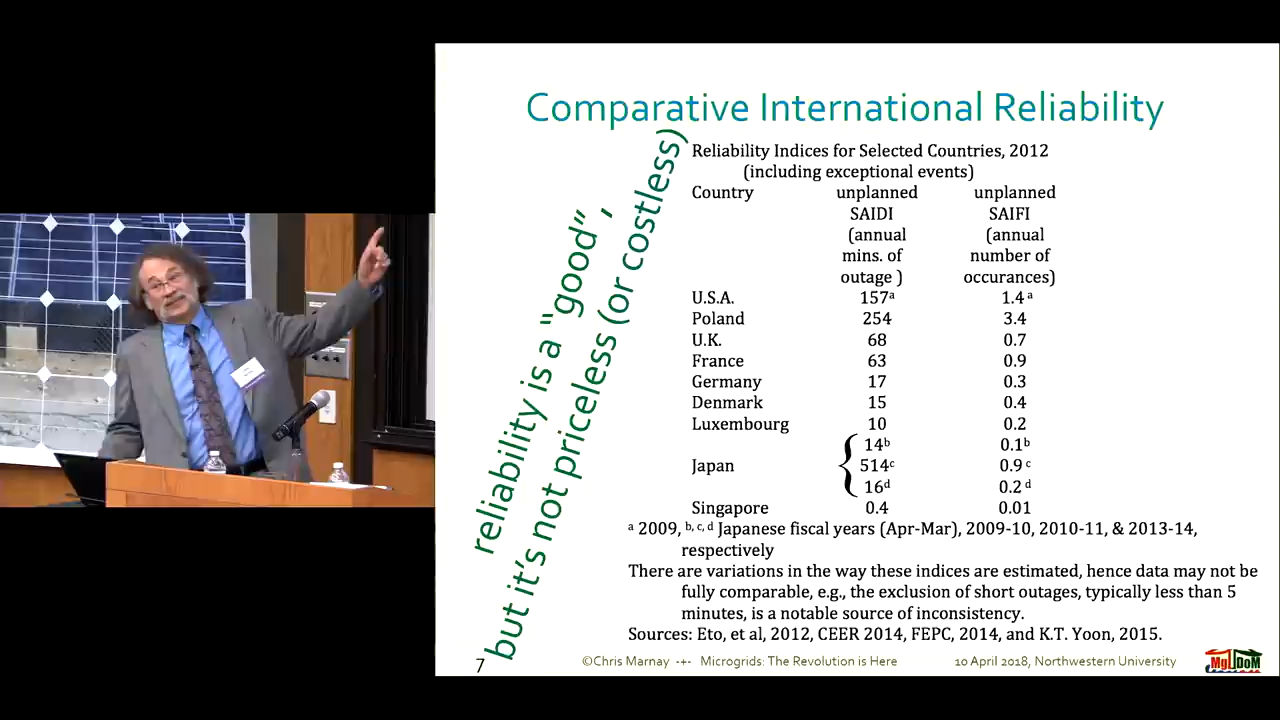 Comparative International Reliability
reliability is a "good",
but it's not priceless (or costless)
Reliability Indices for Selected Countries, 2012
(including exceptional events)
Country unplanned unplanned
SAIDI SAIFI
(annual (annual
mins. of number of
outage ) occurances)
U.S.A. 157ᵃ 1.4 ᵃ
Poland 254 3.4
U.K. 68 0.7
France 63 0.9
Germany 17 0.3
Denmark 15 0.4
Luxembourg 10 0.2
14ᵇ 0.1ᵇ
Japan { 514ᶜ 0.9 ᶜ
16ᵈ 0.2 ᵈ
Singapore 0.4 0.01
ᵃ 2009, ᵇ, ᶜ, ᵈ Japanese fiscal years (Apr-Mar), 2009-10, 2010-11, & 2013-14,
respectively
There are variations in the way these indices are estimated, hence data may not be
fully comparable, e.g., the exclusion of short outages, typically less than 5
minutes, is a notable source of inconsistency.
Sources: Eto, et al, 2012, CEER 2014, FEPC, 2014, and K.T. Yoon, 2015.
7 ©Chris Marnay -+- Microgrids: The Revolution is Here 10 April 2018, Northwestern University MgUDoM